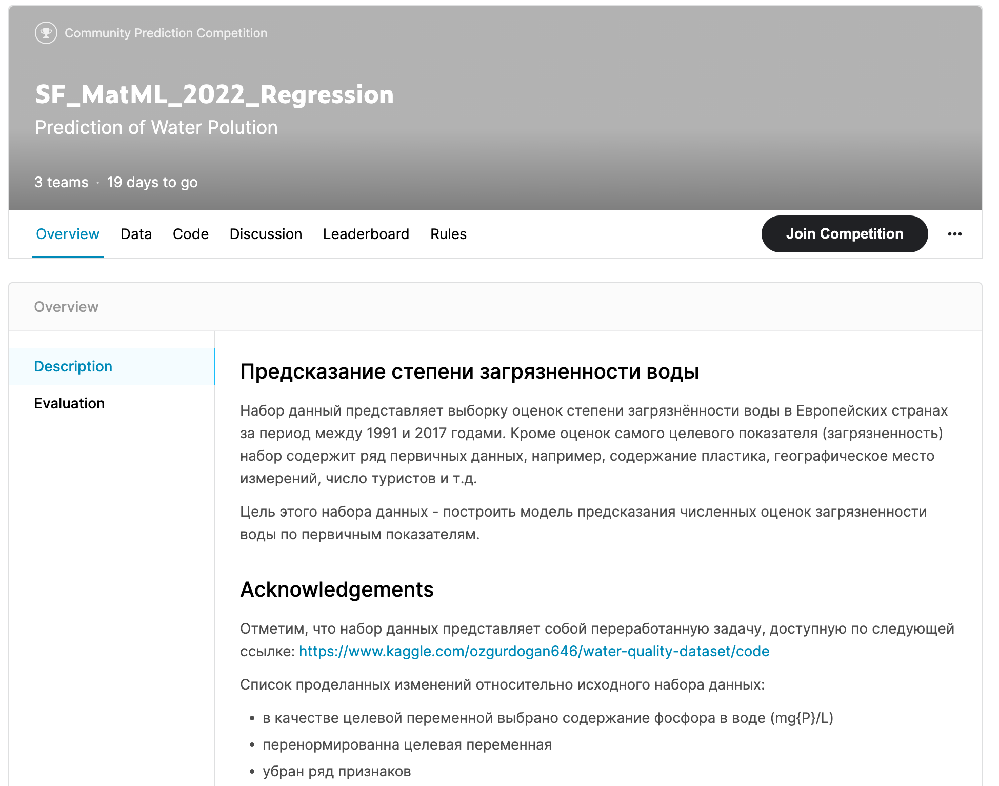 Community Prediction Competition
SF_MatML_2022_Regression
Prediction of Water Polution
3 teams · 19 days to go
Overview Data Code Discussion Leaderboard Rules Join Competition •••
Overview
Description
Evaluation
Предсказание степени загрязненности воды
Набор данный представляет выборку оценок степени загрязнённости воды в Европейских странах
за период между 1991 и 2017 годами. Кроме оценок самого целевого показателя (загрязненность)
набор содержит ряд первичных данных, например, содержание пластика, географическое место
измерений, число туристов и т.д.
Цель этого набора данных - построить модель предсказания численных оценок загрязненности
воды по первичным показателям.
Acknowledgements
Отметим, что набор данных представляет собой переработанную задачу, доступную по следующей
ссылке: https://www.kaggle.com/ozgurdogan646/water-quality-dataset/code
Список проделанных изменений относительно исходного набора данных:
• в качестве целевой переменной выбрано содержание фосфора в воде (mg{P}/L)
• перенормированна целевая переменная
• убран ряд признаков